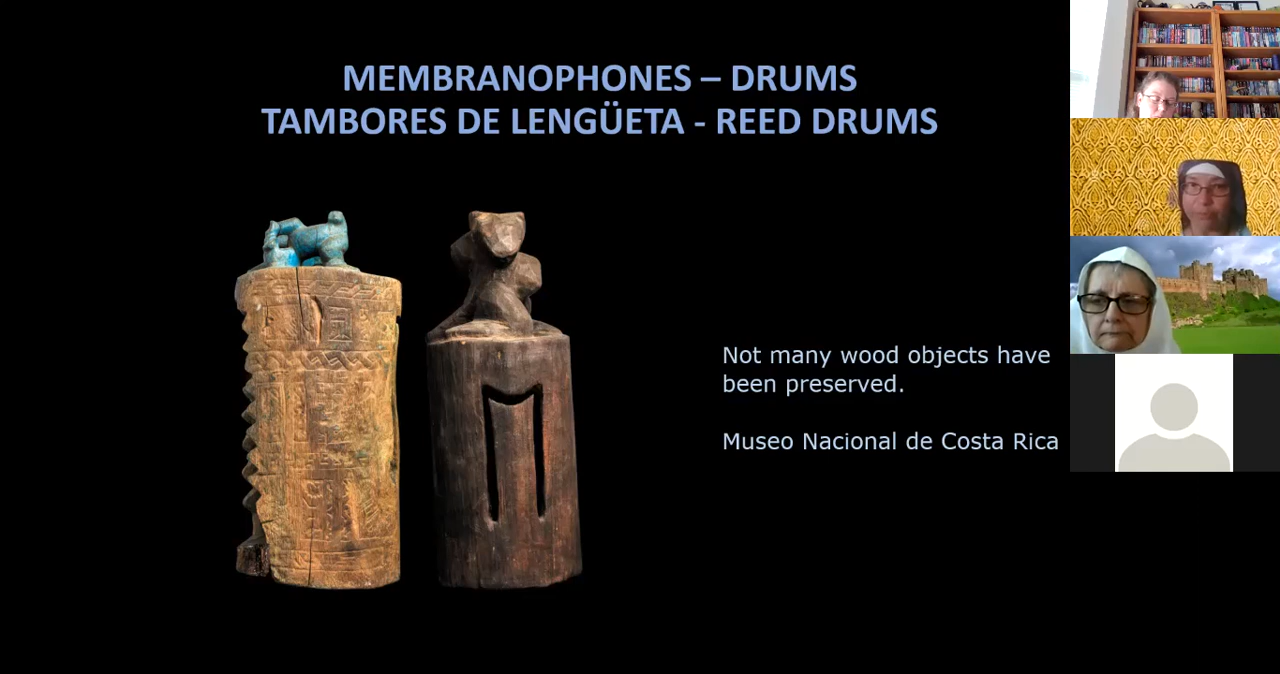 MEMBRANOPHONES – DRUMS
TAMBORES DE LENGÜETA - REED DRUMS
Not many wood objects have
been preserved.
Museo Nacional de Costa Rica